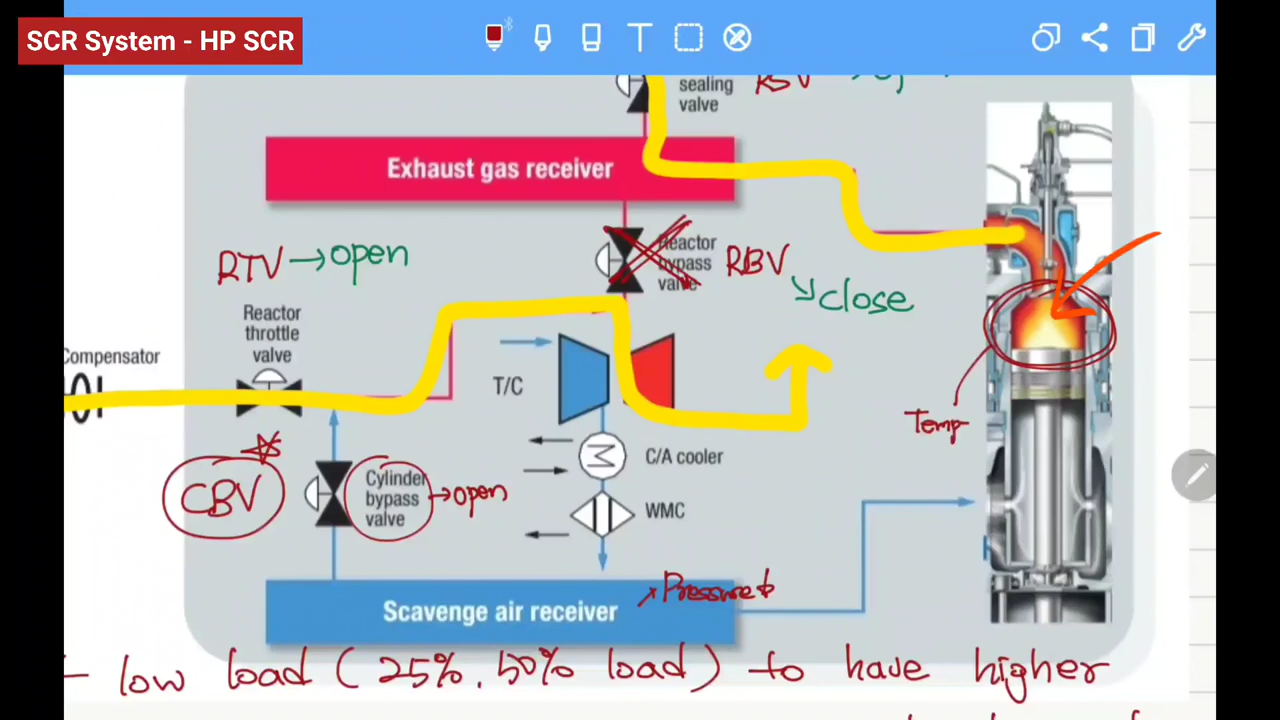 SCR System - HP SCR
T
sealing
valve
RSV
Exhaust gas receiver
RTV → open
Reactor
bypass
valve
RBV
close
Reactor
throttle
valve
Compensator
T/C
Temp
C/A cooler
CBV
Cylinder
bypass
valve
→ open
WMC
Scavenge air receiver
- low load (25%, 50% load) to have higher